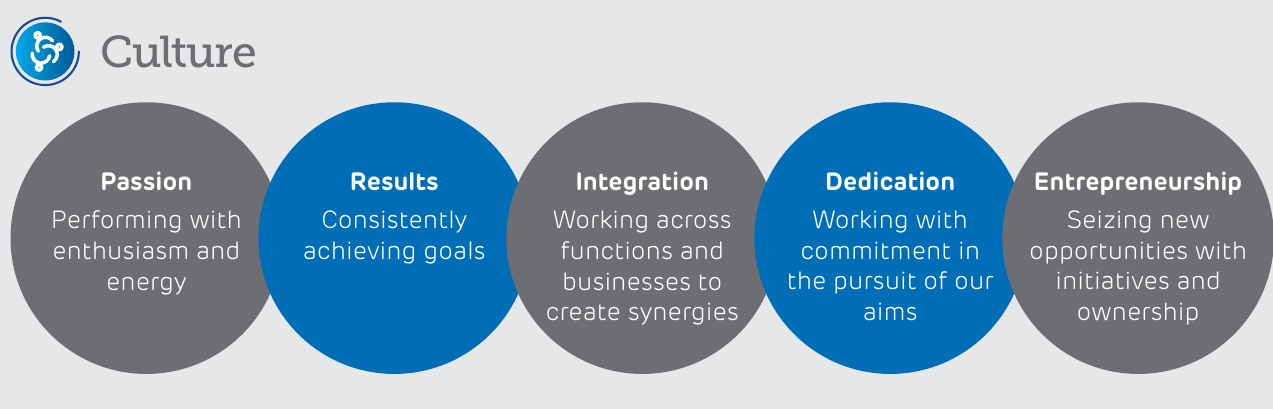 Culture
Passion
Performing with
enthusiasm and
energy
Results
Consistently
achieving goals
Integration
Working across
functions and
businesses to
create synergies
Dedication
Working with
commitment in
the pursuit of our
aims
Entrepreneurship
Seizing new
opportunities with
initiatives and
ownership